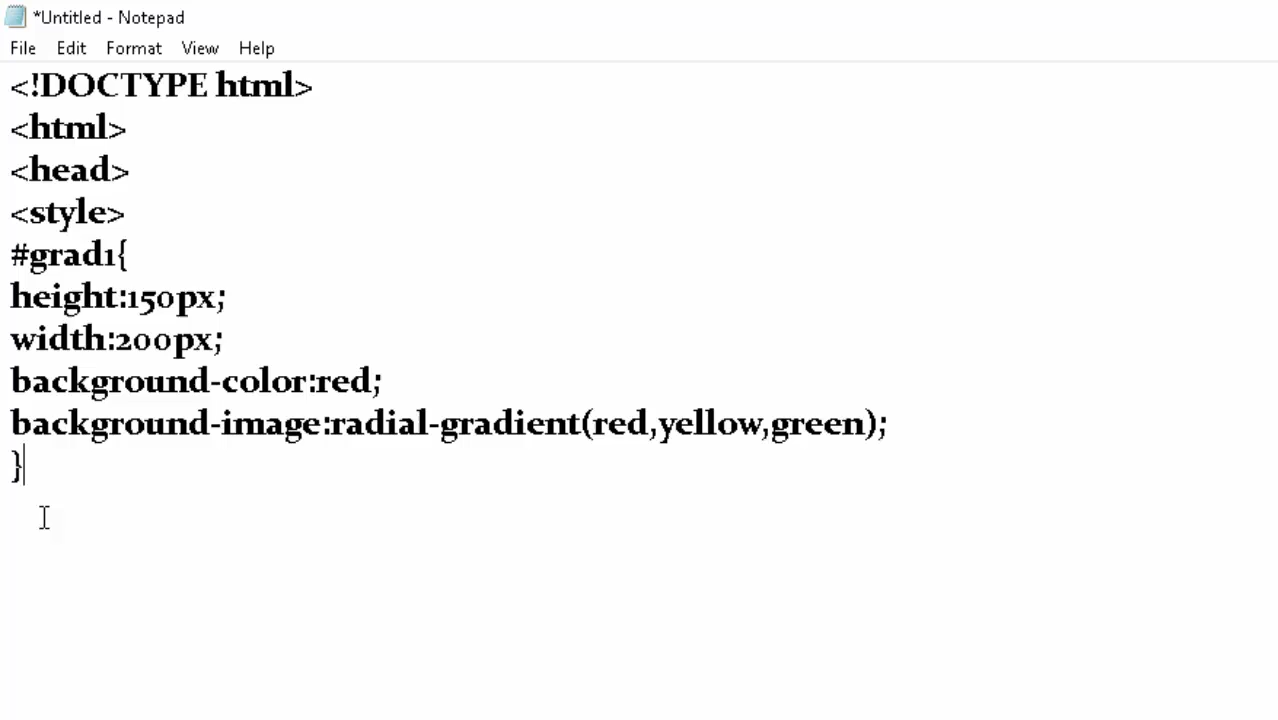 *Untitled - Notepad
File Edit Format View Help
<!DOCTYPE html>
<html>
<head>
<style>
#grad1{
height:150px;
width:200px;
background-color:red;
background-image:radial-gradient(red,yellow,green);
}